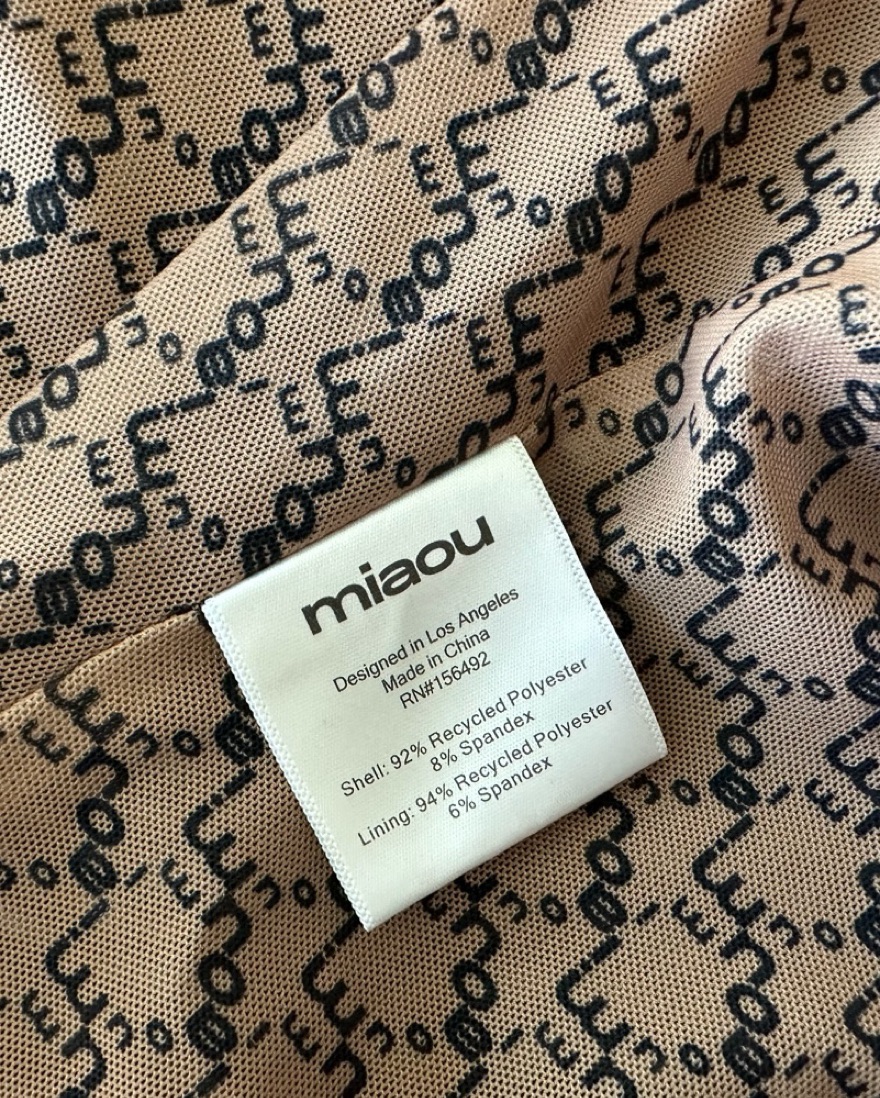 miaou
Designed in Los Angeles
Made in China
RN#156492
Shell: 92% Recycled Polyester
8% Spandex
Lining: 94% Recycled Polyester
6% Spandex